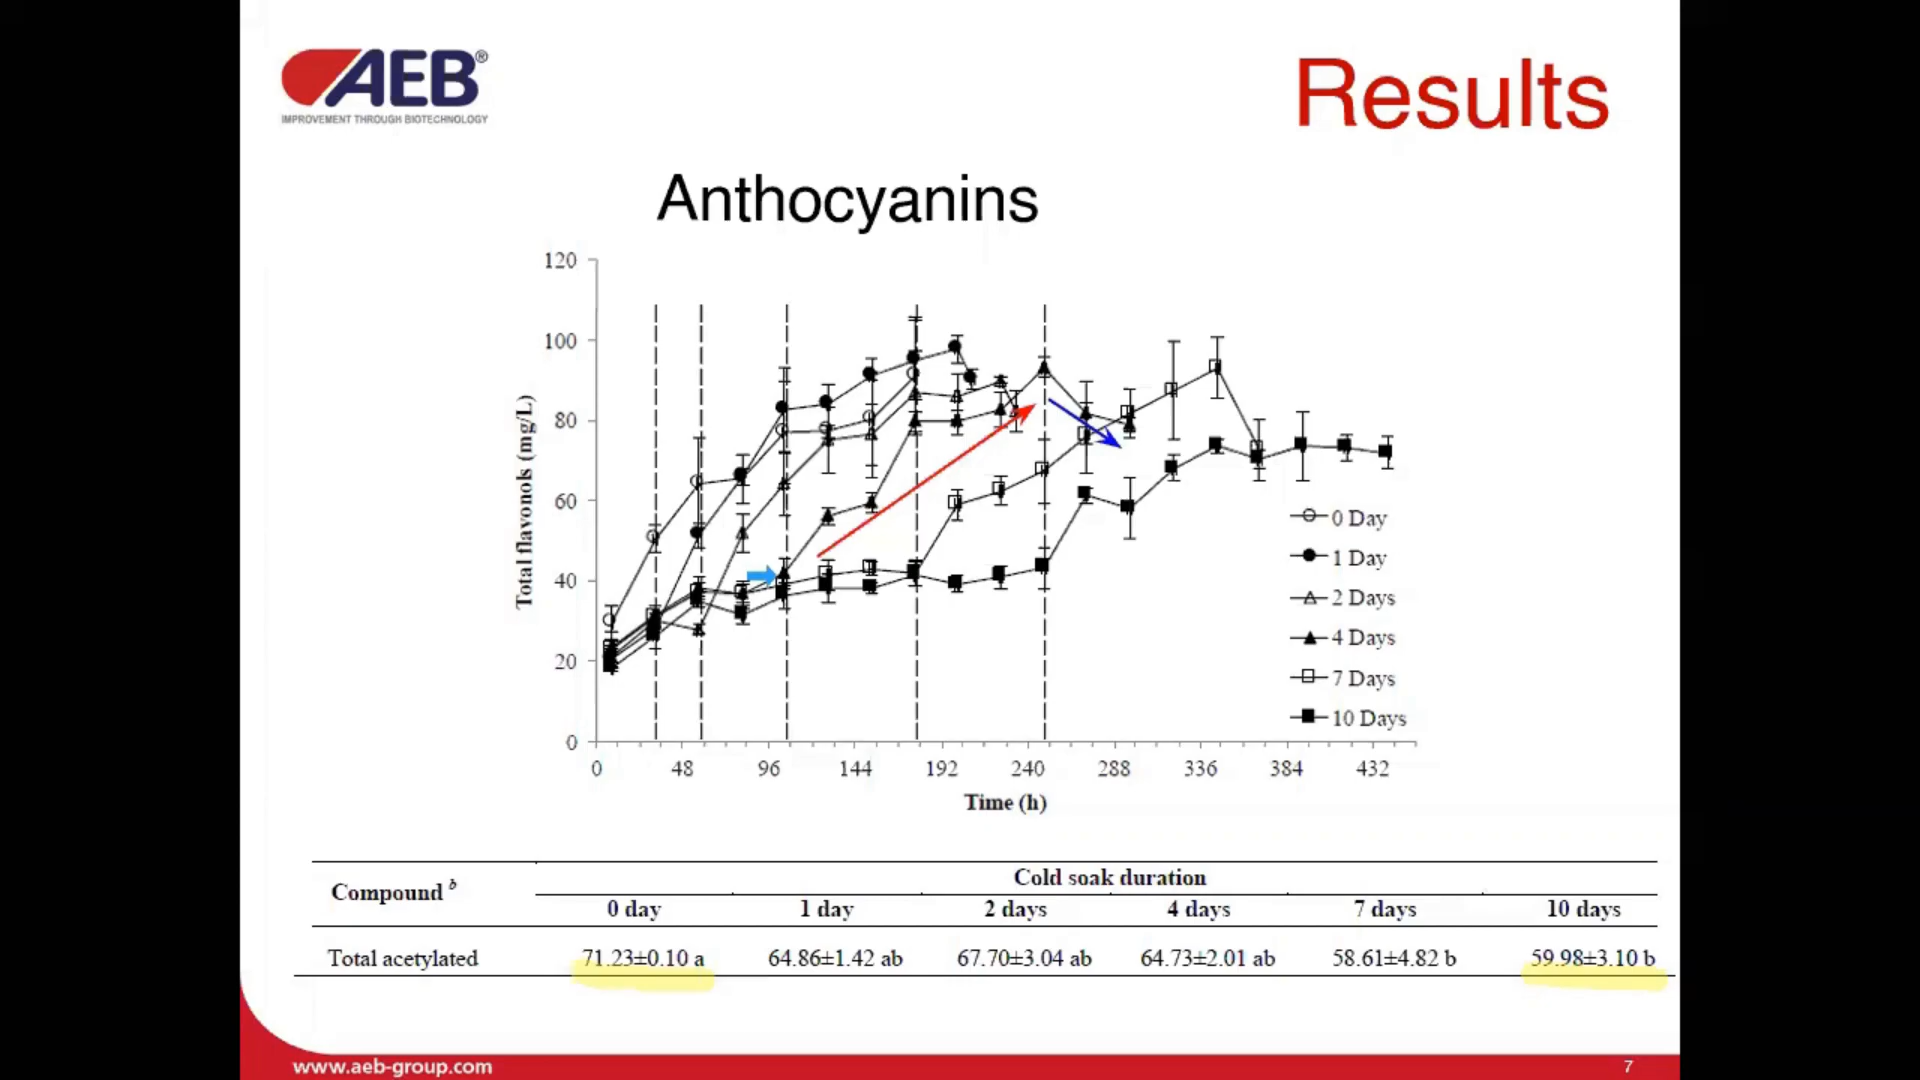 AEB®
IMPROVEMENT THROUGH BIOTECHNOLOGY
Results
Anthocyanins
120
100
80
60
40
20
0
Total flavonols (mg/L)
0 48 96 144 192 240 288 336 384 432
Time (h)
0 Day
1 Day
2 Days
4 Days
7 Days
10 Days
Compound b
Cold soak duration
0 day 1 day 2 days 4 days 7 days 10 days
Total acetylated 71.23±0.10 a 64.86±1.42 ab 67.70±3.04 ab 64.73±2.01 ab 58.61±4.82 b 59.98±3.10 b
www.aeb-group.com
7